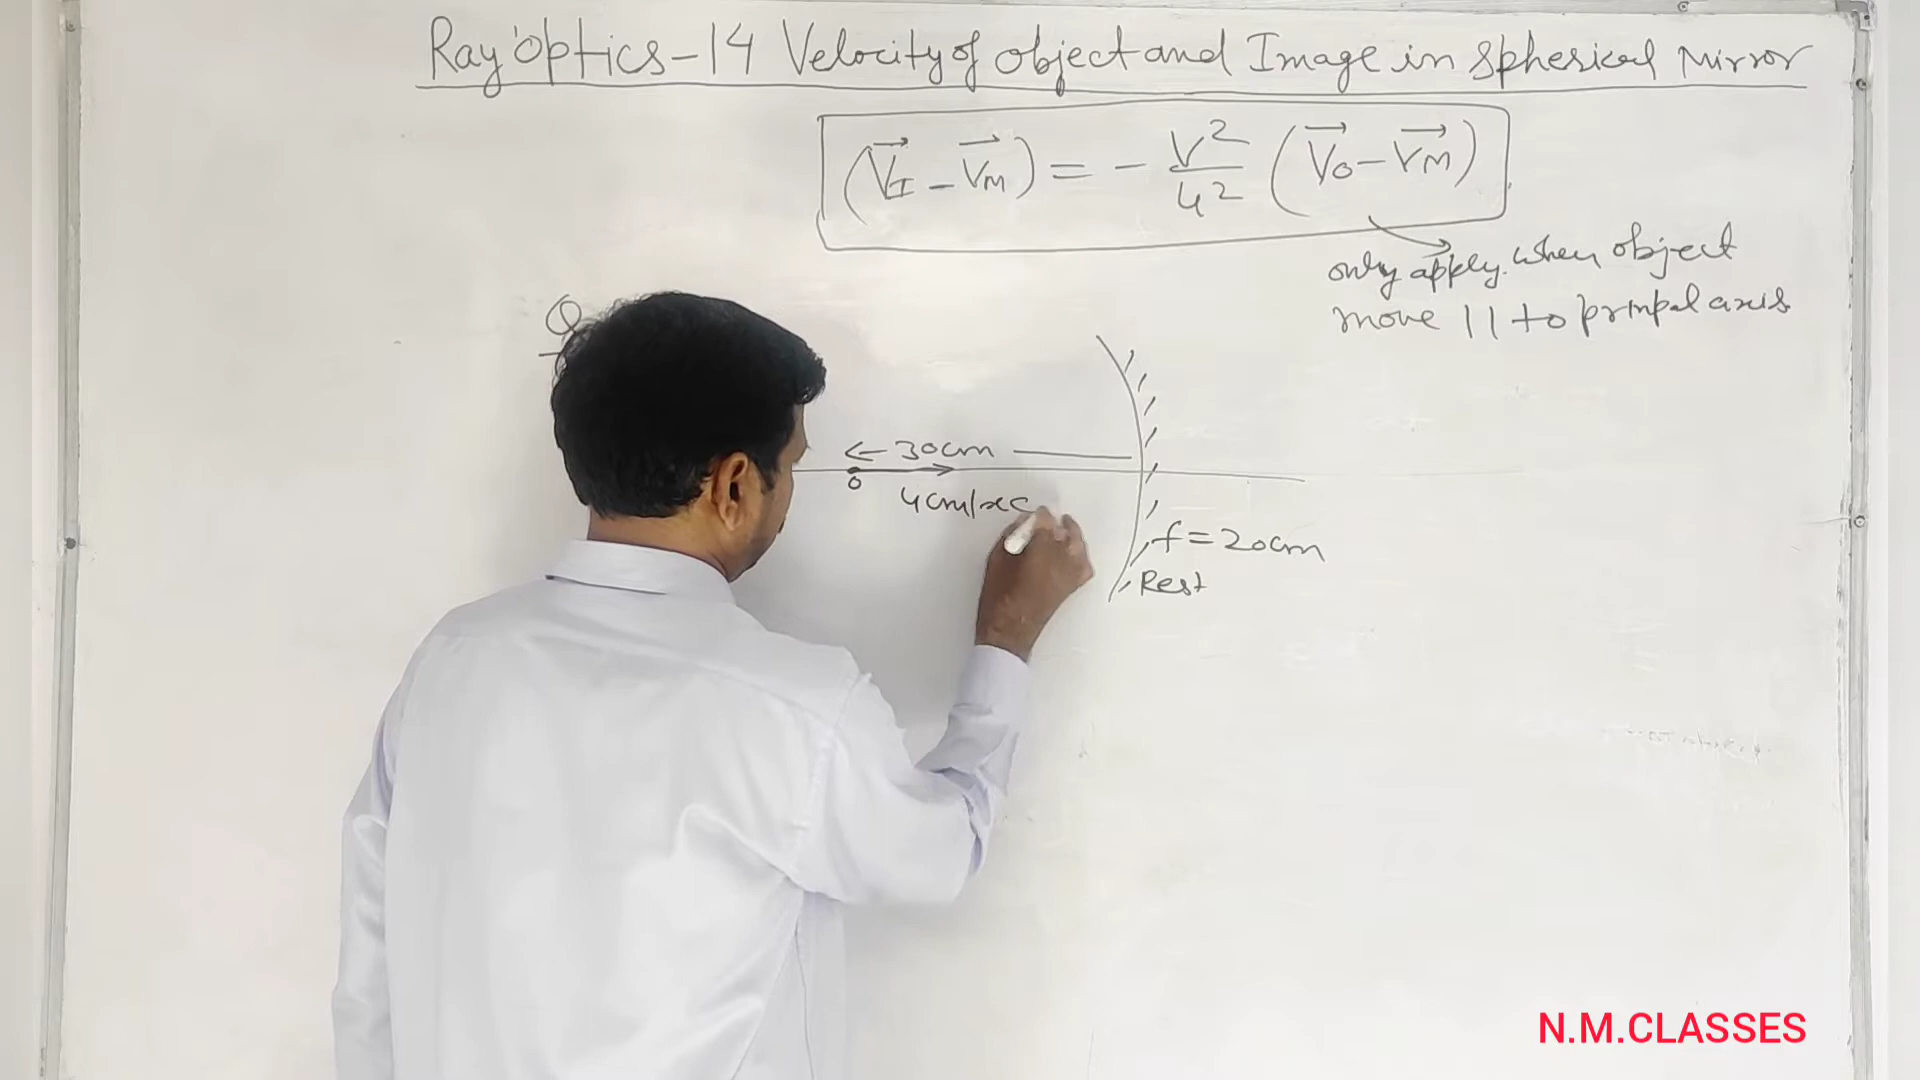 Ray Optics-14 Velocity of object and Image in Spherical Mirror
(V⃗I - V⃗M) = - V²/u² (V⃗O - V⃗M)
only apply when object
move || to prinpal axis
Q
← 30cm
O
4cm/sec
f = 20cm
Rest
N.M.CLASSES